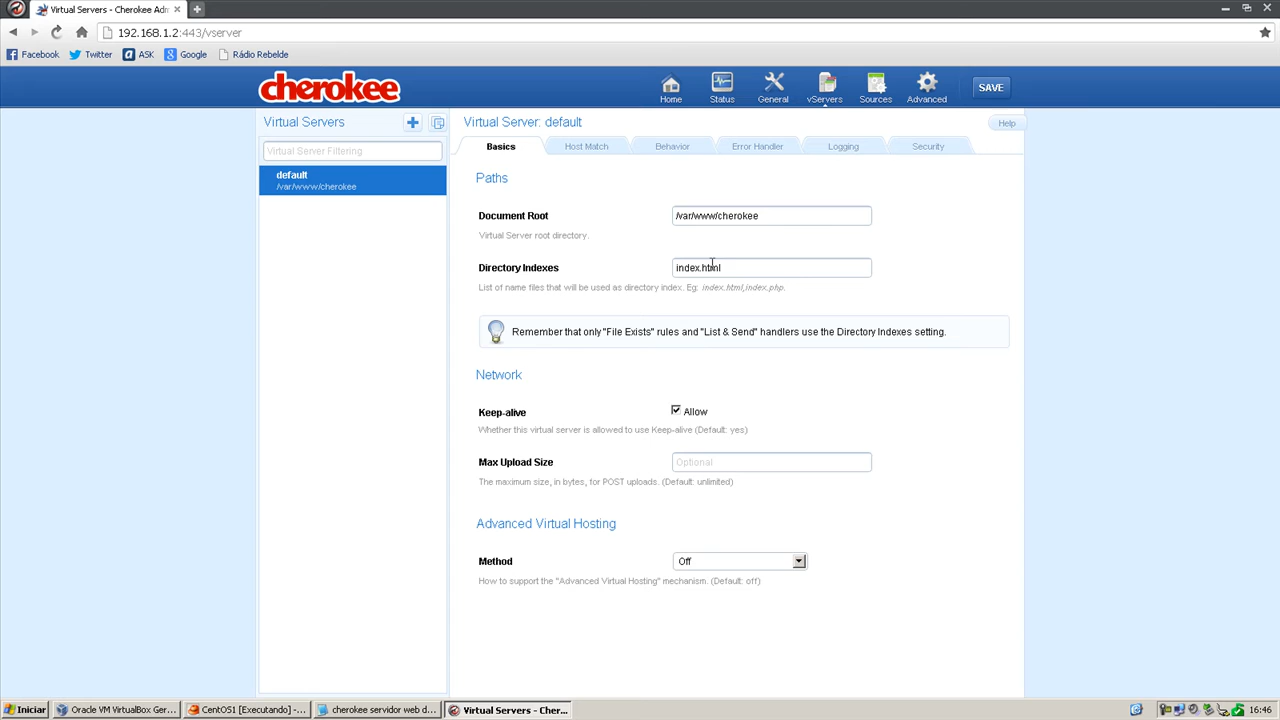 Virtual Servers - Cherokee Adm
192.168.1.2:443/vserver
Facebook
Twitter
ASK
Google
Rádio Rebelde
cherokee
Home
Status
General
vServers
Sources
Advanced
SAVE
Virtual Servers
Virtual Server: default
Help
Virtual Server Filtering
Basics
Host Match
Behavior
Error Handler
Logging
Security
default
/var/www/cherokee
Paths
Document Root
/var/www/cherokee
Virtual Server root directory.
Directory Indexes
index.html
List of name files that will be used as directory index. Eg: index.html,index.php.
Remember that only "File Exists" rules and "List & Send" handlers use the Directory Indexes setting.
Network
Keep-alive
Allow
Whether this virtual server is allowed to use Keep-alive (Default: yes)
Max Upload Size
Optional
The maximum size, in bytes, for POST uploads. (Default: unlimited)
Advanced Virtual Hosting
Method
Off
How to support the "Advanced Virtual Hosting" mechanism. (Default: off)
Iniciar
Oracle VM VirtualBox Ger...
CentOS1 [Executando] -...
cherokee servidor web d...
Virtual Servers - Cher...
16:46